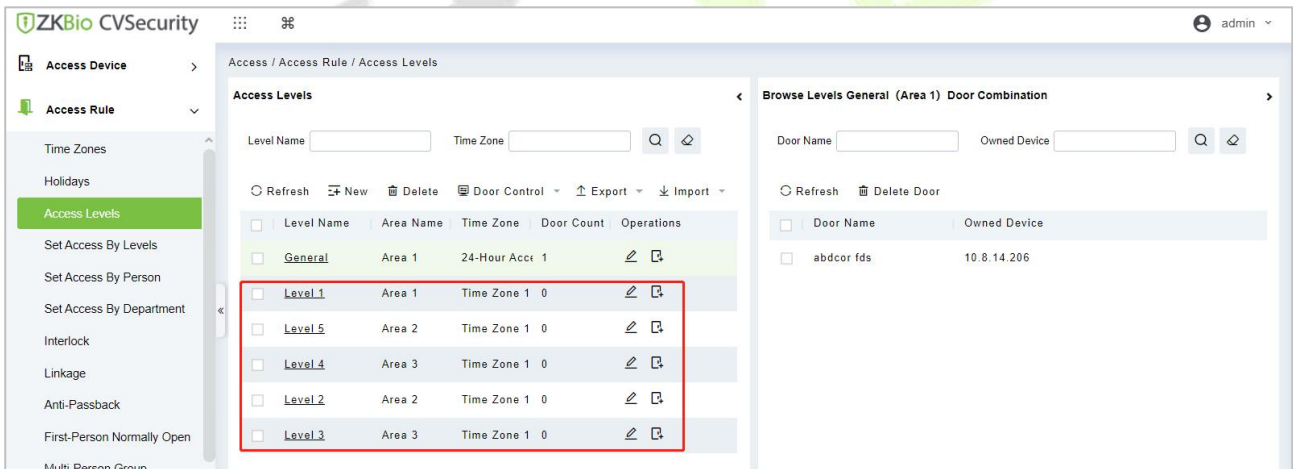 ZKBio CVSecurity
admin
Access Device
Access Rule
Time Zones
Holidays
Access Levels
Set Access By Levels
Set Access By Person
Set Access By Department
Interlock
Linkage
Anti-Passback
First-Person Normally Open
Multi-Person Group
Access / Access Rule / Access Levels
Access Levels
Level Name Time Zone
Refresh New Delete Door Control Export Import
Level Name Area Name Time Zone Door Count Operations
General Area 1 24-Hour Acce 1
Level 1 Area 1 Time Zone 1 0
Level 5 Area 2 Time Zone 1 0
Level 4 Area 3 Time Zone 1 0
Level 2 Area 2 Time Zone 1 0
Level 3 Area 3 Time Zone 1 0
Browse Levels General (Area 1) Door Combination
Door Name Owned Device
Refresh Delete Door
Door Name Owned Device
abdcor fds 10.8.14.206